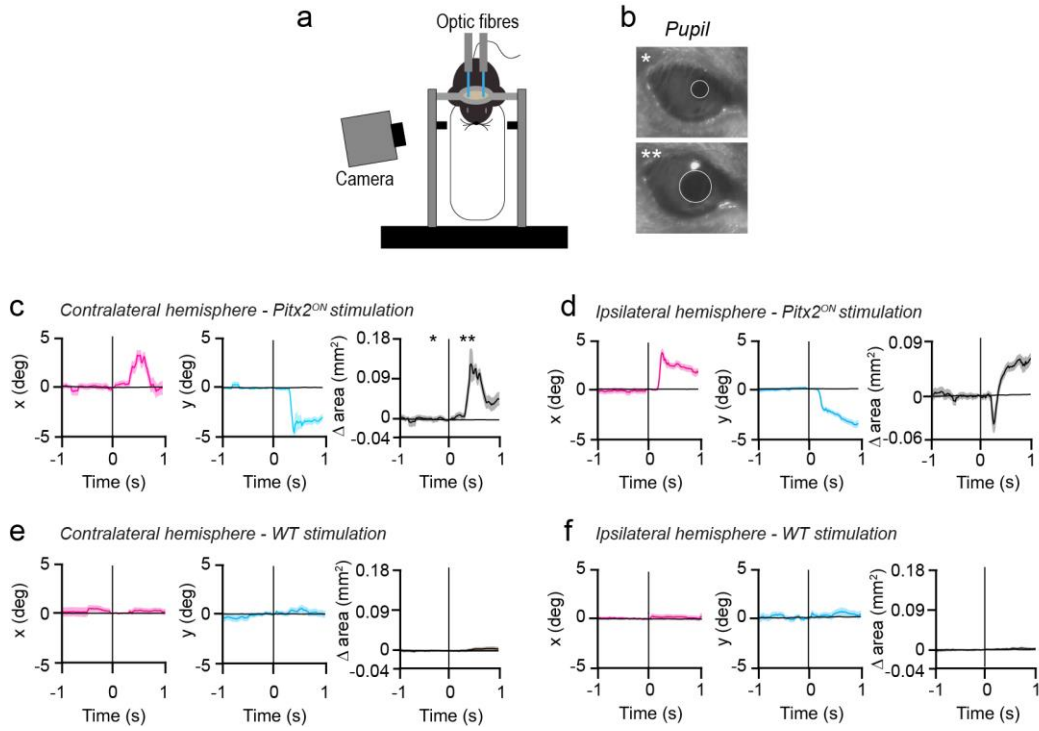 a
Optic fibres
Camera
b
Pupil
*
**
c
Contralateral hemisphere - Pitx2ON stimulation
x (deg)
5
0
-5
-1 0 1
Time (s)
y (deg)
5
0
-5
-1 0 1
Time (s)
Δ area (mm²)
0.18
0.09
0
-0.04
* **
-1 0 1
Time (s)
d
Ipsilateral hemisphere - Pitx2ON stimulation
x (deg)
5
0
-5
-1 0 1
Time (s)
y (deg)
5
0
-5
-1 0 1
Time (s)
Δ area (mm²)
0.09
0
-0.06
-1 0 1
Time (s)
e
Contralateral hemisphere - WT stimulation
x (deg)
5
0
-5
-1 0 1
Time (s)
y (deg)
5
0
-5
-1 0 1
Time (s)
Δ area (mm²)
0.18
0.09
0
-0.04
-1 0 1
Time (s)
f
Ipsilateral hemisphere - WT stimulation
x (deg)
5
0
-5
-1 0 1
Time (s)
y (deg)
5
0
-5
-1 0 1
Time (s)
Δ area (mm²)
0.18
0.09
0
-0.04
-1 0 1
Time (s)